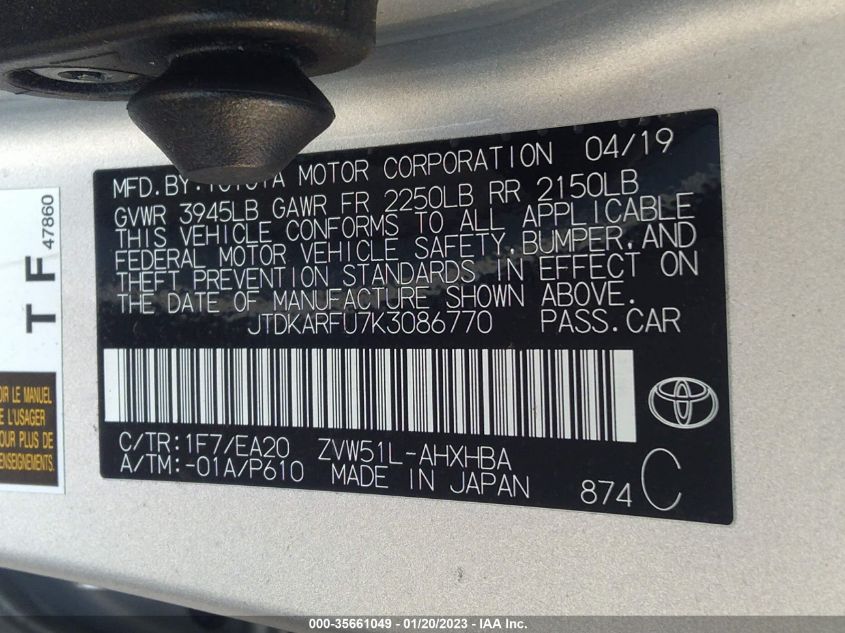 MFD.BY: TOYOTA MOTOR CORPORATION 04/19
GVWR 3945LB GAWR FR 2250LB RR 2150LB
THIS VEHICLE CONFORMS TO ALL APPLICABLE
FEDERAL MOTOR VEHICLE SAFETY, BUMPER, AND
THEFT PREVENTION STANDARDS IN EFFECT ON
THE DATE OF MANUFACTURE SHOWN ABOVE.
JTDKARFU7K3086770 PASS.CAR
C/TR: 1F7/EA20 ZVW51L-AHXHBA
A/TM: -01A/P610 MADE IN JAPAN 874 C
T F 47860
LE MANUEL
L'USAGER
POUR PLUS DE
000-35661049 - 01/20/2023 - IAA Inc.